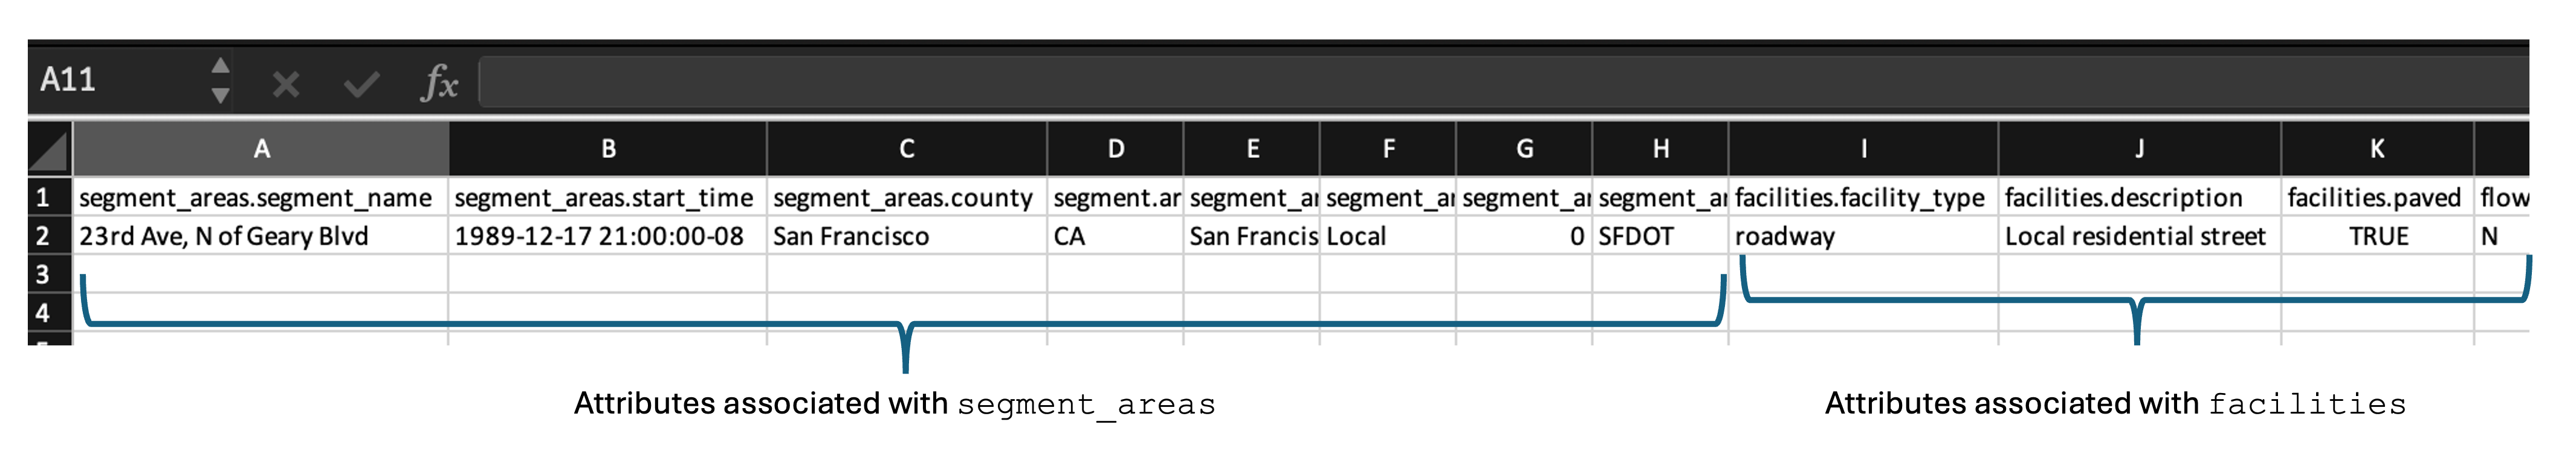 A11 fx
A B C D E F G H I J K
1 segment_areas.segment_name segment_areas.start_time segment_areas.county segment.ar segment_ar segment_ar segment_ar segment_ar facilities.facility_type facilities.description facilities.paved flow
2 23rd Ave, N of Geary Blvd 1989-12-17 21:00:00-08 San Francisco CA San Francis Local 0 SFDOT roadway Local residential street TRUE N
3
4
Attributes associated with segment_areas Attributes associated with facilities